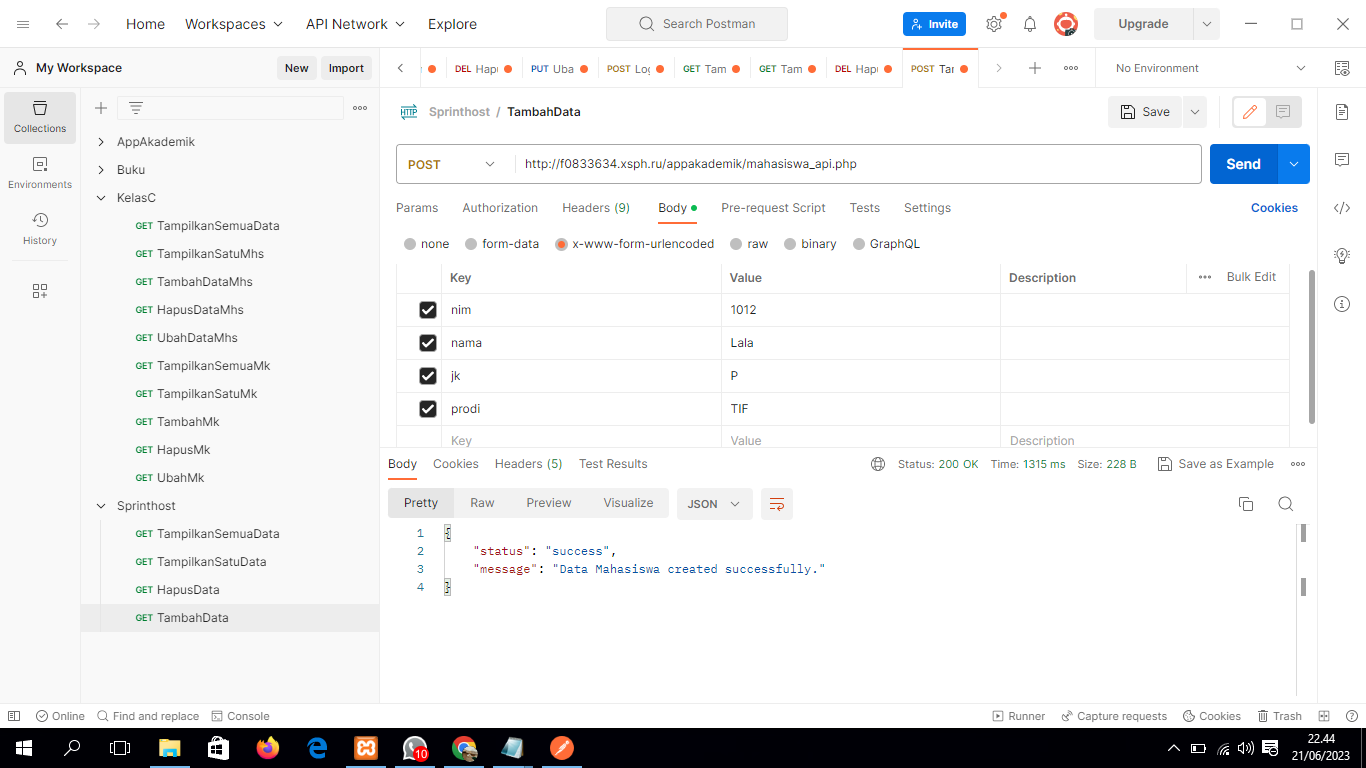 Home Workspaces API Network Explore Search Postman Invite Upgrade
My Workspace New Import DEL Hap PUT Uba POST Log GET Tam GET Tam DEL Hap POST Tar No Environment
Collections
Environments
History
AppAkademik
Buku
KelasC
GET TampilkanSemuaData
GET TampilkanSatuMhs
GET TambahDataMhs
GET HapusDataMhs
GET UbahDataMhs
GET TampilkanSemuaMk
GET TampilkanSatuMk
GET TambahMk
GET HapusMk
GET UbahMk
Sprinthost
GET TampilkanSemuaData
GET TampilkanSatuData
GET HapusData
GET TambahData
HTTP Sprinthost / TambahData Save
POST http://f0833634.xsph.ru/appakademik/mahasiswa_api.php Send
Params Authorization Headers (9) Body Pre-request Script Tests Settings Cookies
none form-data x-www-form-urlencoded raw binary GraphQL
Key Value Description Bulk Edit
nim 1012
nama Lala
jk P
prodi TIF
Key Value Description
Body Cookies Headers (5) Test Results Status: 200 OK Time: 1315 ms Size: 228 B Save as Example
Pretty Raw Preview Visualize JSON
1 {
2 "status": "success",
3 "message": "Data Mahasiswa created successfully."
4 }
Online Find and replace Console Runner Capture requests Cookies Trash
10
22.44
21/06/2023